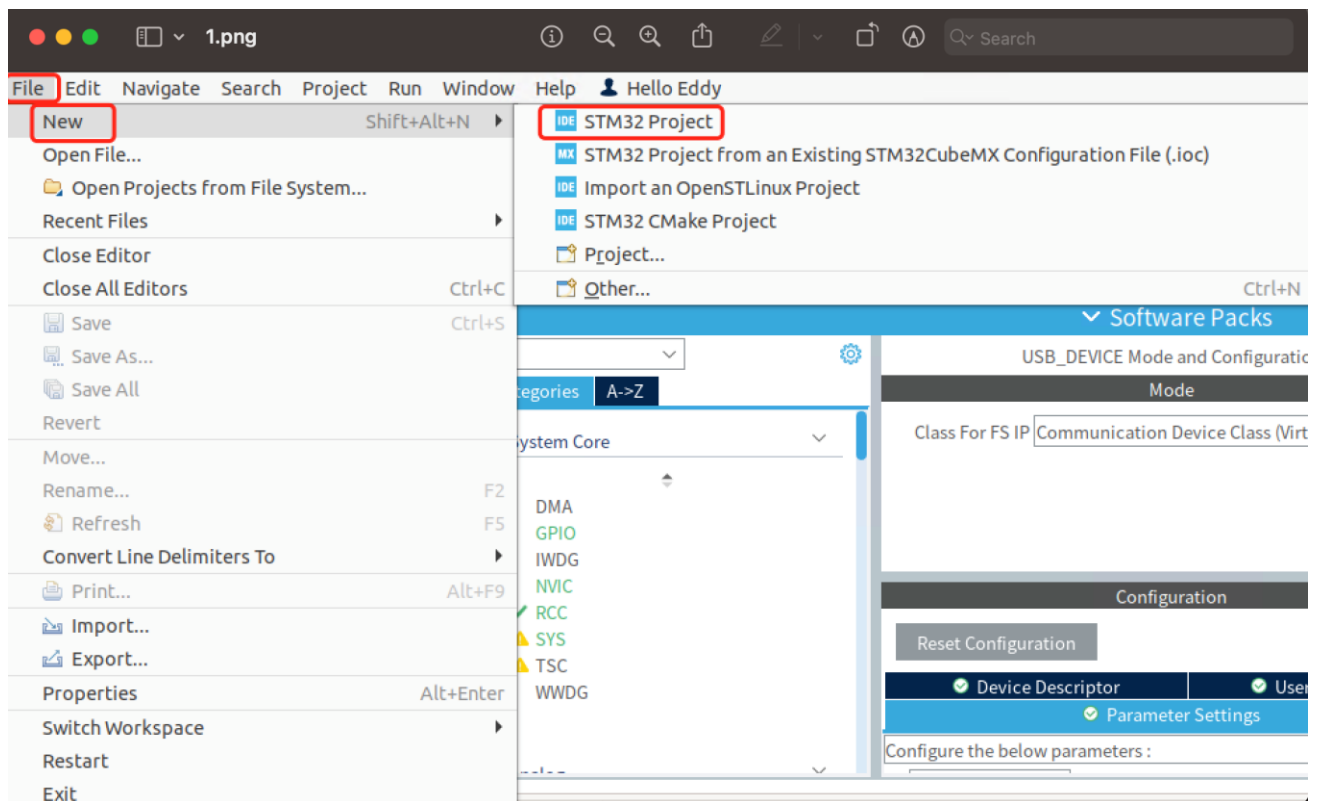 1.png
Search
File Edit Navigate Search Project Run Window Help Hello Eddy
New Shift+Alt+N
Open File...
Open Projects from File System...
Recent Files
Close Editor
Close All Editors Ctrl+C
Save Ctrl+S
Save As...
Save All
Revert
Move...
Rename... F2
Refresh F5
Convert Line Delimiters To
Print... Alt+F9
Import...
Export...
Properties Alt+Enter
Switch Workspace
Restart
Exit
IDE STM32 Project
MX STM32 Project from an Existing STM32CubeMX Configuration File (.ioc)
IDE Import an OpenSTLinux Project
IDE STM32 CMake Project
Project...
Other... Ctrl+N
Software Packs
tegories A->Z
ystem Core
DMA
GPIO
IWDG
NVIC
RCC
SYS
TSC
WWDG
USB_DEVICE Mode and Configuratio
Mode
Class For FS IP Communication Device Class (Virt
Configuration
Reset Configuration
Device Descriptor User
Parameter Settings
Configure the below parameters :